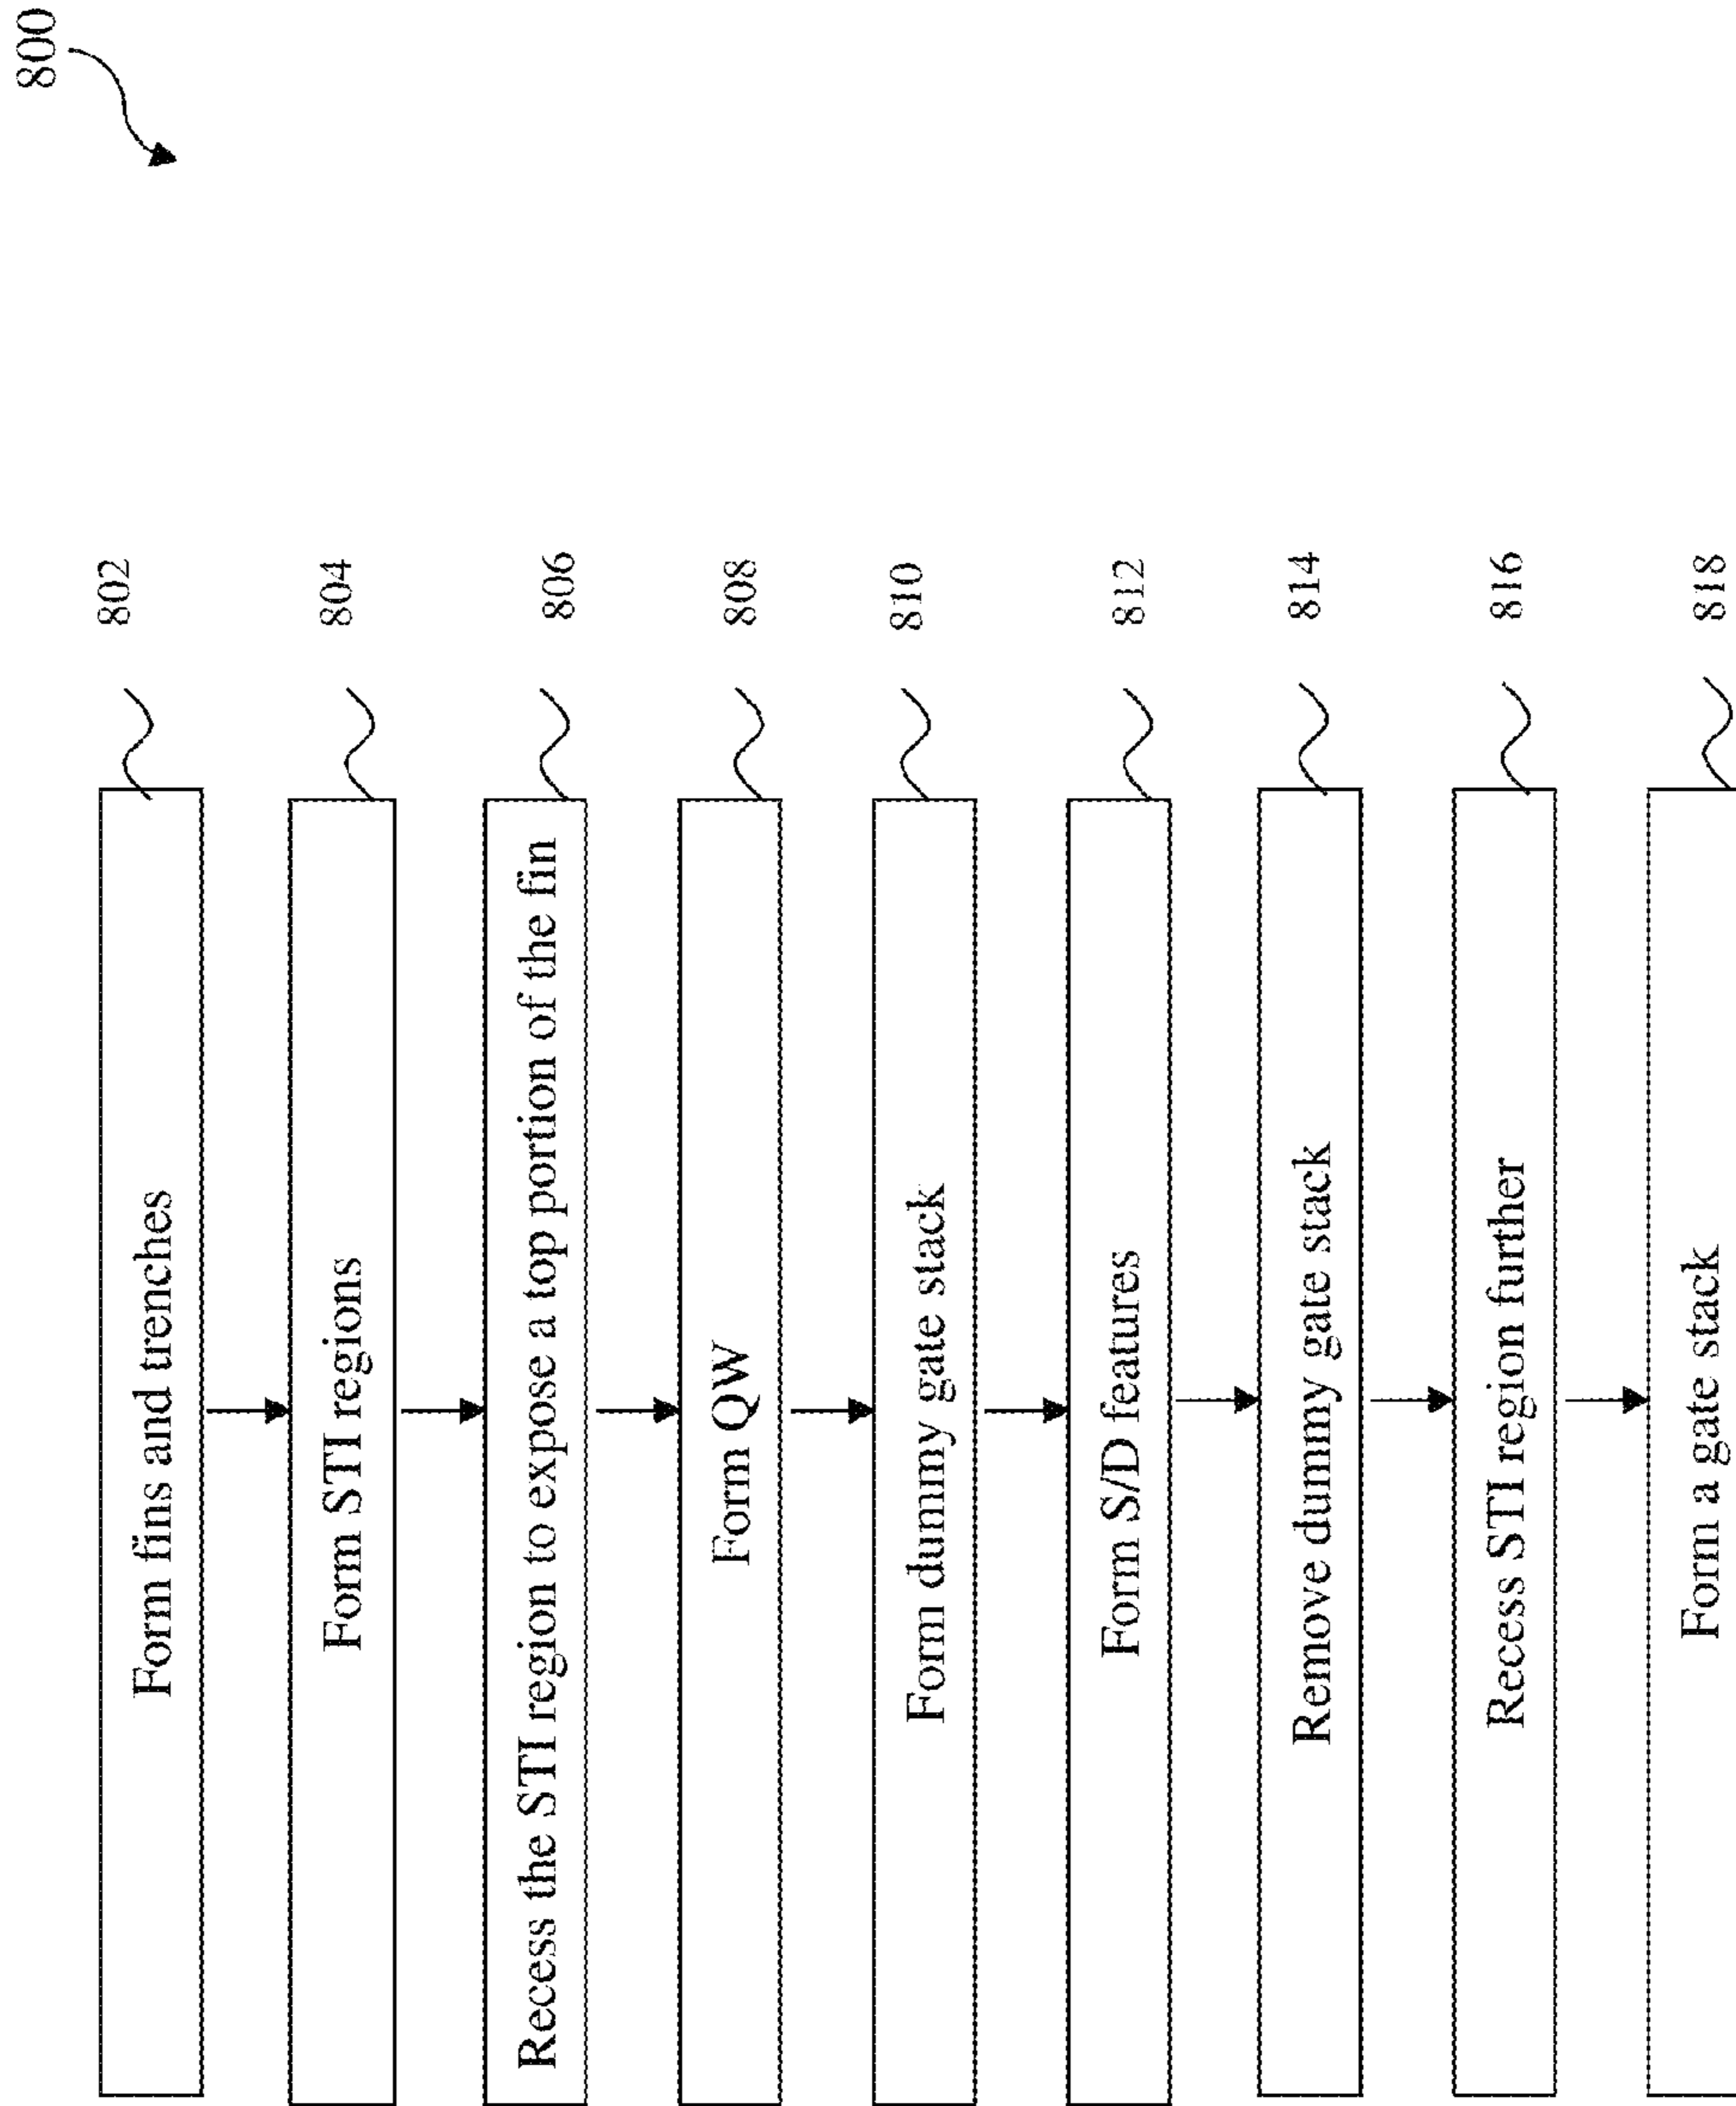 800
Form fins and trenches
802
Form STI regions
804
Recess the STI region to expose a top portion of the fin
806
Form QW
808
Form dummy gate stack
810
Form S/D features
812
Remove dummy gate stack
814
Recess STI region further
816
Form a gate stack
818